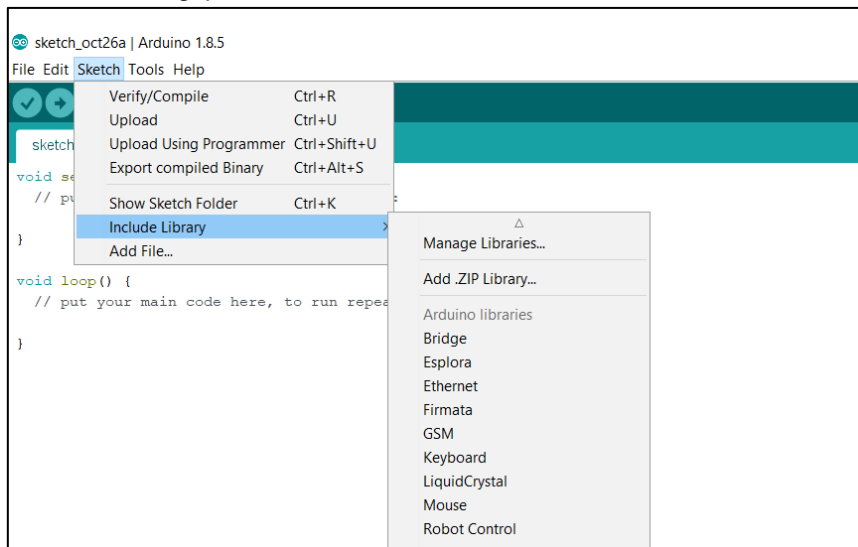 sketch_oct26a | Arduino 1.8.5
File Edit Sketch Tools Help
Verify/Compile Ctrl+R
Upload Ctrl+U
Upload Using Programmer Ctrl+Shift+U
Export compiled Binary Ctrl+Alt+S
Show Sketch Folder Ctrl+K
Include Library
Add File...
sketch
void se
// pu
:
}
void loop() {
// put your main code here, to run repea
}
Manage Libraries...
Add .ZIP Library...
Arduino libraries
Bridge
Esplora
Ethernet
Firmata
GSM
Keyboard
LiquidCrystal
Mouse
Robot Control